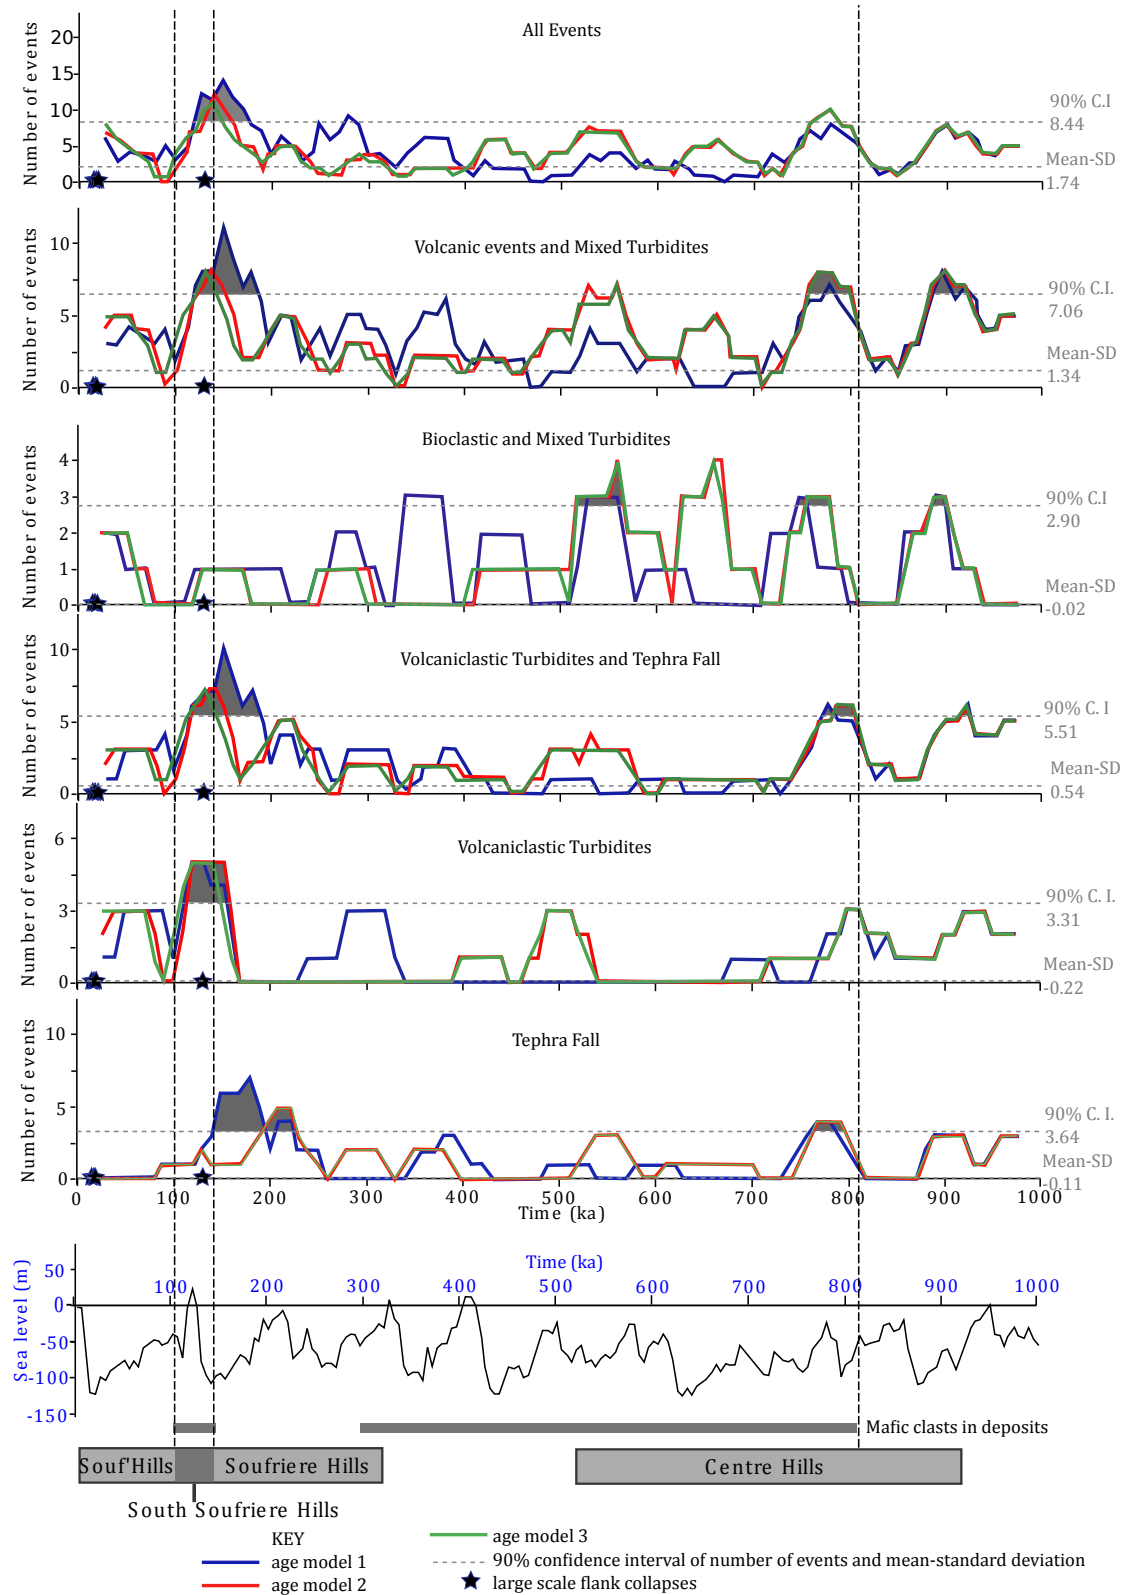 All Events
Number of events
20
15
10
5
0
90% C.I
8.44
Mean-SD
1.74
Volcanic events and Mixed Turbidites
Number of events
10
5
0
90% C.I.
7.06
Mean-SD
1.34
Bioclastic and Mixed Turbidites
Number of events
4
3
2
1
0
90% C.I
2.90
Mean-SD
-0.02
Volcaniclastic Turbidites and Tephra Fall
Number of events
10
5
0
90% C. I
5.51
Mean-SD
0.54
Volcaniclastic Turbidites
Number of events
6
3
0
90% C. I.
3.31
Mean-SD
-0.22
Tephra Fall
Number of events
10
5
0
90% C. I.
3.64
Mean-SD
-0.11
0 100 200 300 400 500 600 700 800 900 1000
Time (ka)
Time (ka)
100 200 300 400 500 600 700 800 900 1000
Sea level (m)
50
0
-50
-100
-150
Mafic clasts in deposits
Souf'Hills Soufriere Hills Centre Hills
South Soufriere Hills
KEY
age model 1
age model 2
age model 3
90% confidence interval of number of events and mean-standard deviation
large scale flank collapses